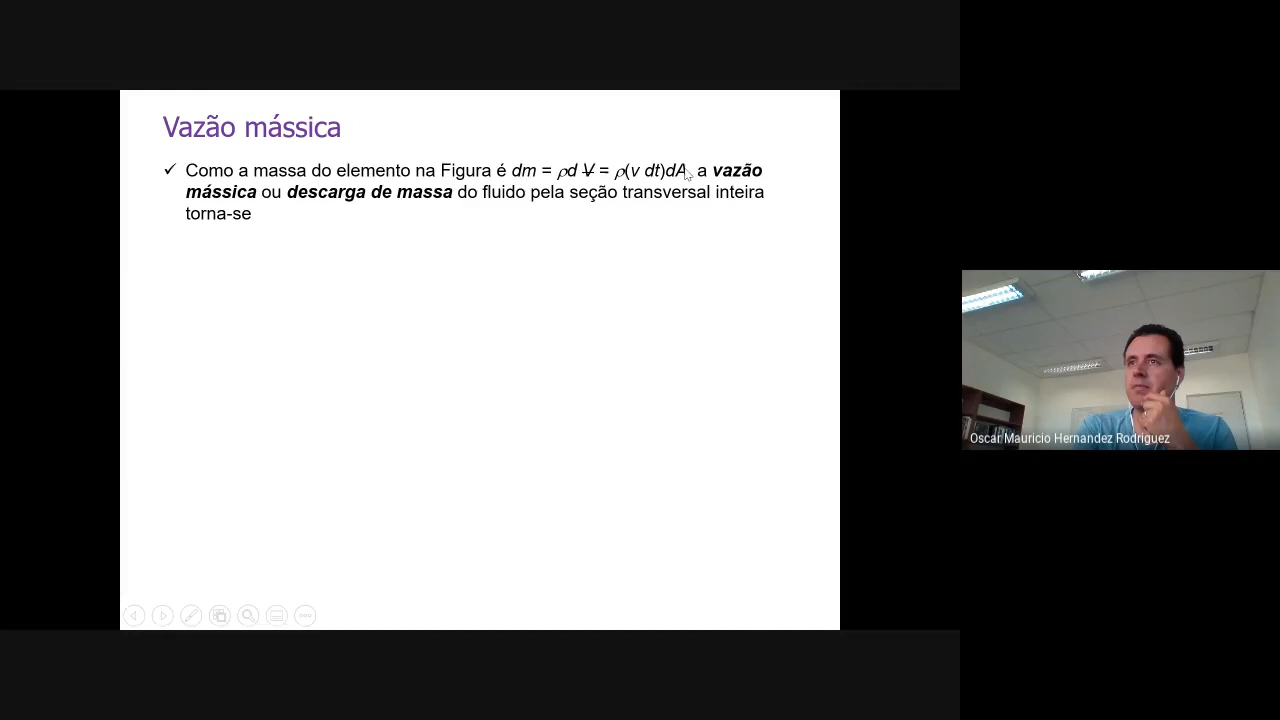 Vazão mássica
✓ Como a massa do elemento na Figura é dm = ρd V̶ = ρ(v dt)dA, a vazão
mássica ou descarga de massa do fluido pela seção transversal inteira
torna-se
Oscar Mauricio Hernandez Rodriguez